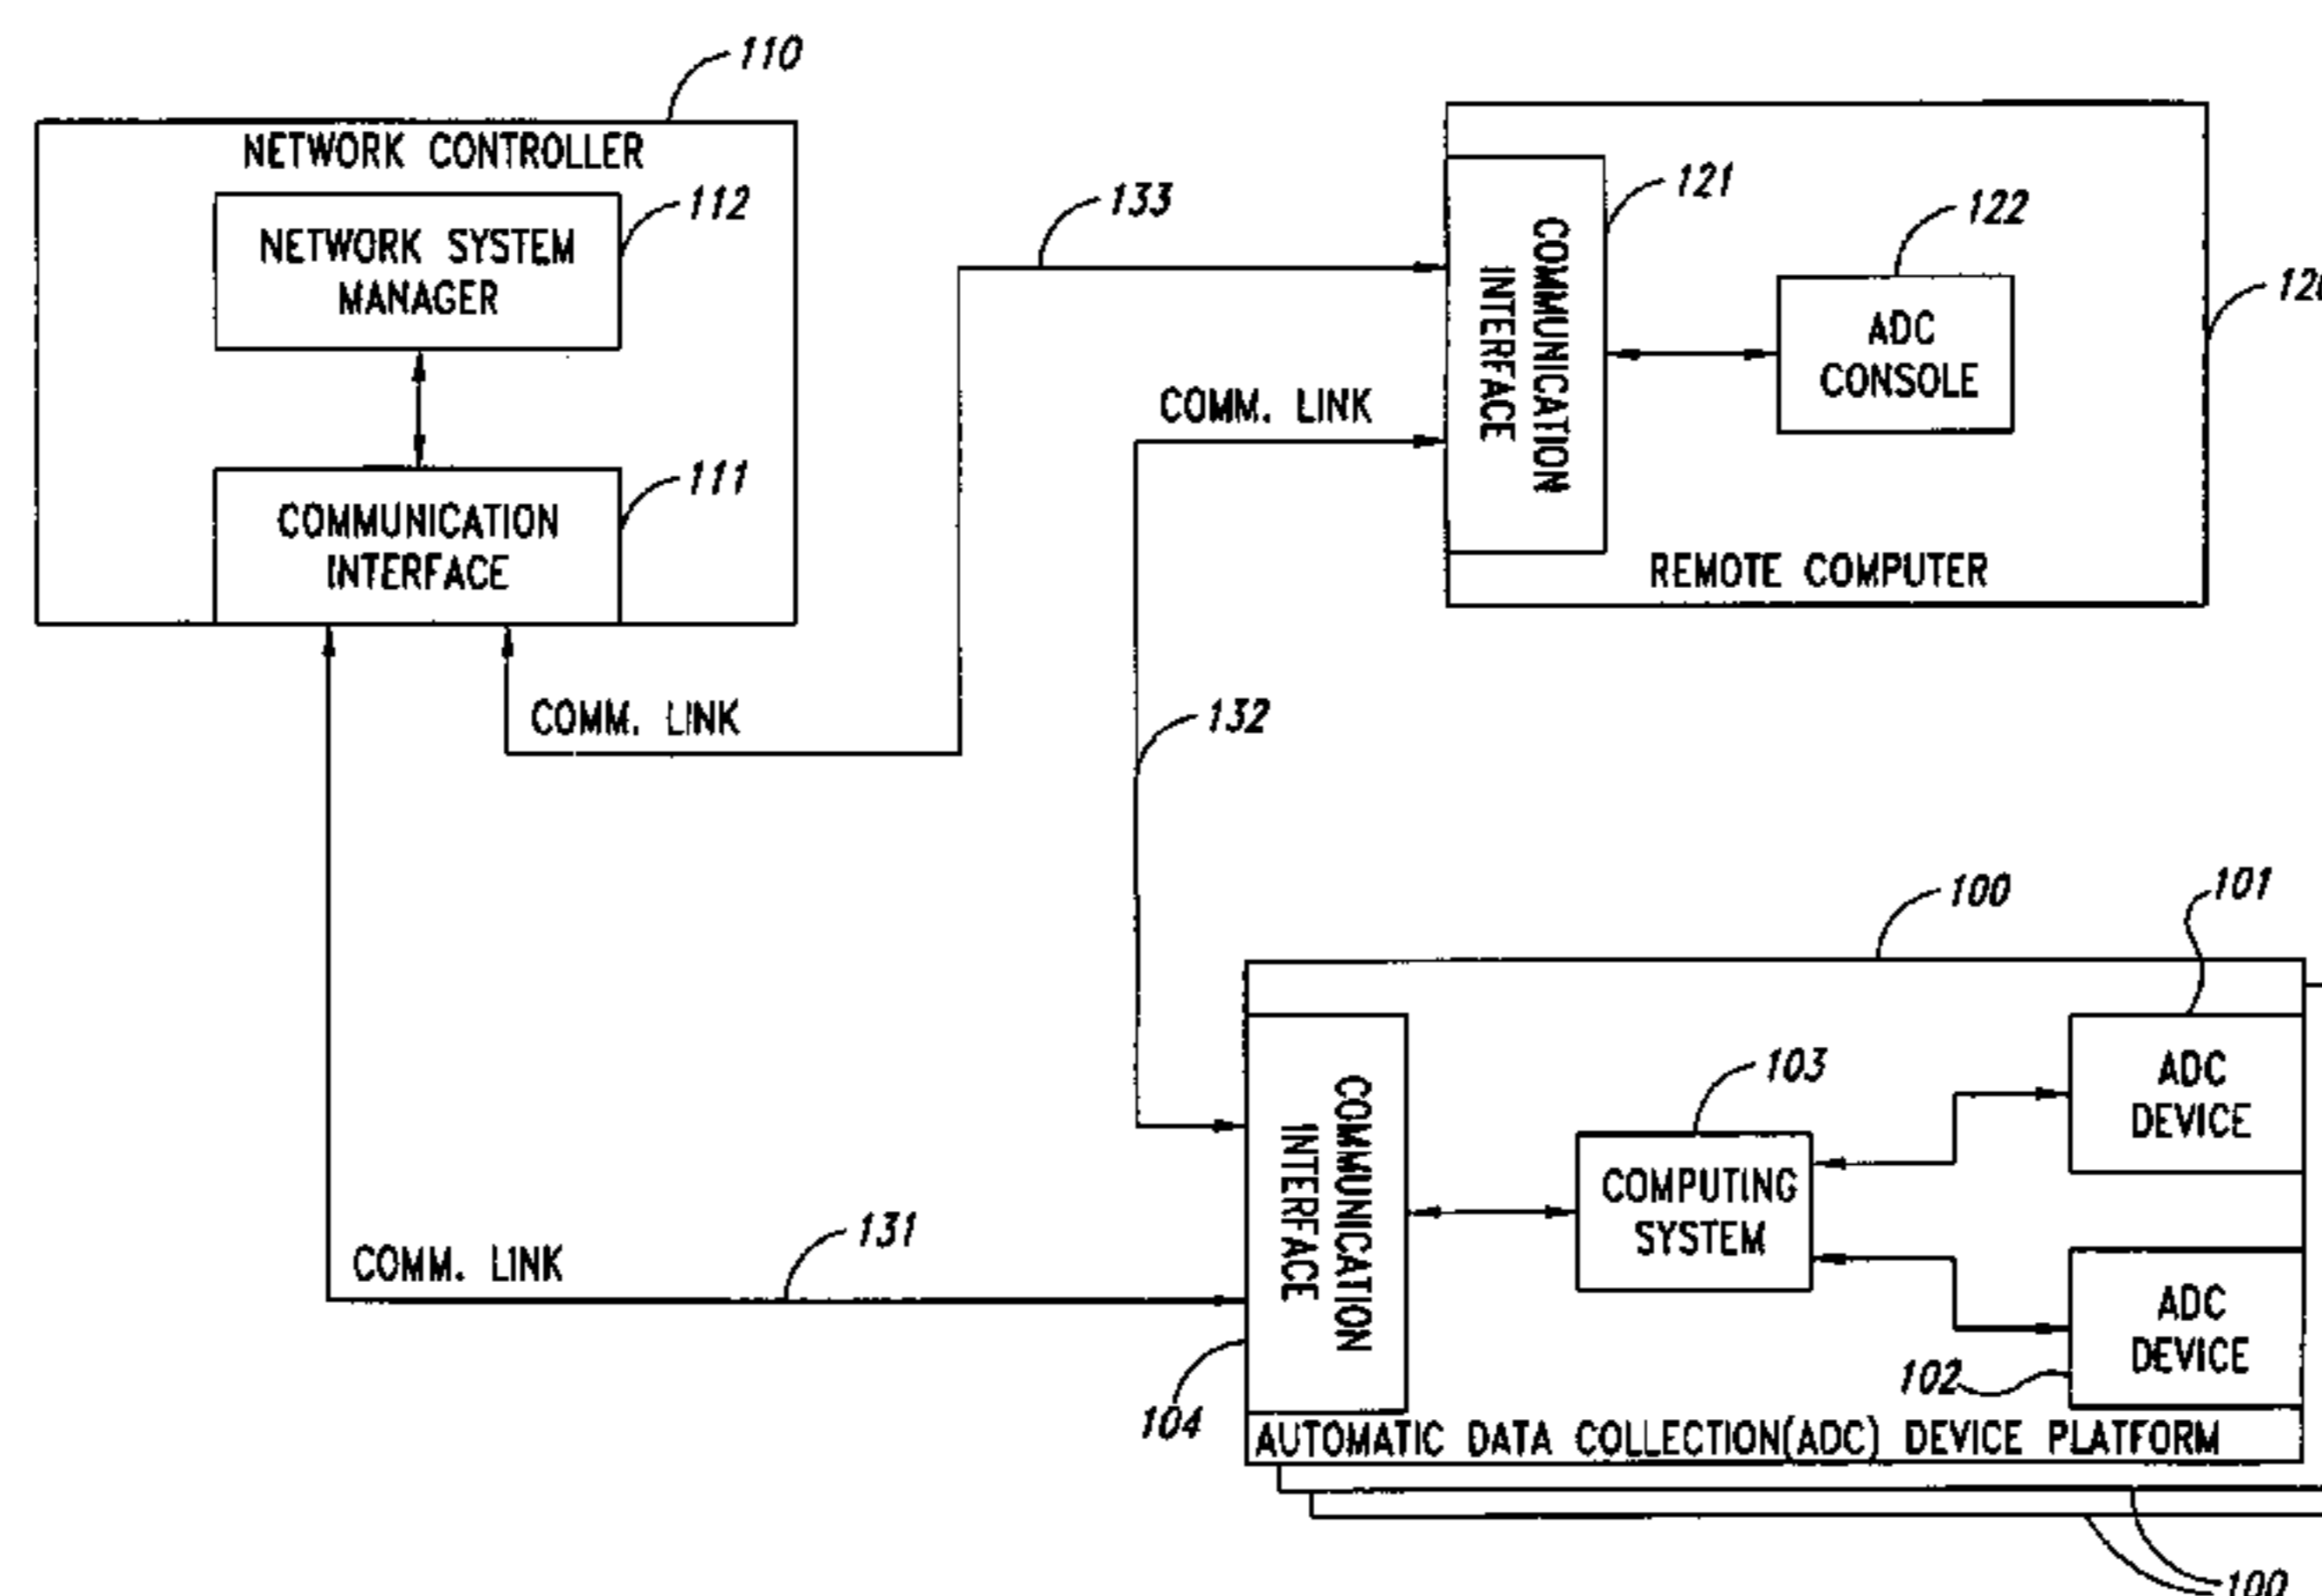 110
NETWORK CONTROLLER
112
NETWORK SYSTEM
MANAGER
111
COMMUNICATION
INTERFACE
133
COMM. LINK
121
122
COMMUNICATION
INTERFACE
ADC
CONSOLE
REMOTE COMPUTER
COMM. LINK
132
100
101
103
COMMUNICATION
INTERFACE
COMPUTING
SYSTEM
ADC
DEVICE
ADC
DEVICE
102
131
COMM. LINK
104
AUTOMATIC DATA COLLECTION(ADC) DEVICE PLATFORM
100